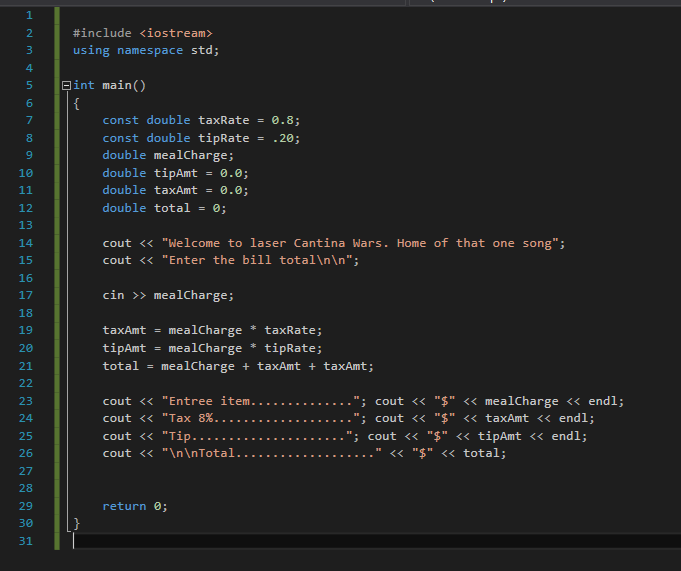 1
2 #include <iostream>
3 using namespace std;
4
5 int main()
6 {
7 const double taxRate = 0.8;
8 const double tipRate = .20;
9 double mealCharge;
10 double tipAmt = 0.0;
11 double taxAmt = 0.0;
12 double total = 0;
13
14 cout << "Welcome to laser Cantina Wars. Home of that one song";
15 cout << "Enter the bill total\n\n";
16
17 cin >> mealCharge;
18
19 taxAmt = mealCharge * taxRate;
20 tipAmt = mealCharge * tipRate;
21 total = mealCharge + taxAmt + taxAmt;
22
23 cout << "Entree item.............."; cout << "$" << mealCharge << endl;
24 cout << "Tax 8%..................."; cout << "$" << taxAmt << endl;
25 cout << "Tip....................."; cout << "$" << tipAmt << endl;
26 cout << "\n\nTotal..................." << "$" << total;
27
28
29 return 0;
30 }
31